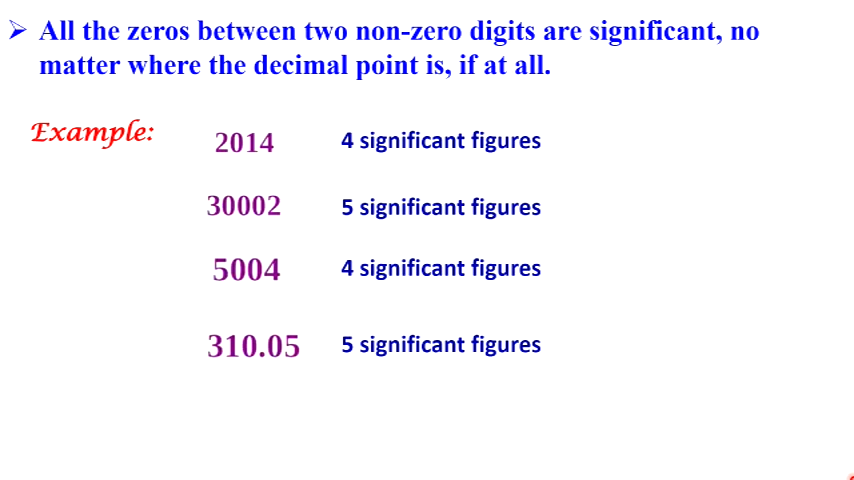 ➢ All the zeros between two non-zero digits are significant, no
matter where the decimal point is, if at all.
Example:
2014 4 significant figures
30002 5 significant figures
5004 4 significant figures
310.05 5 significant figures